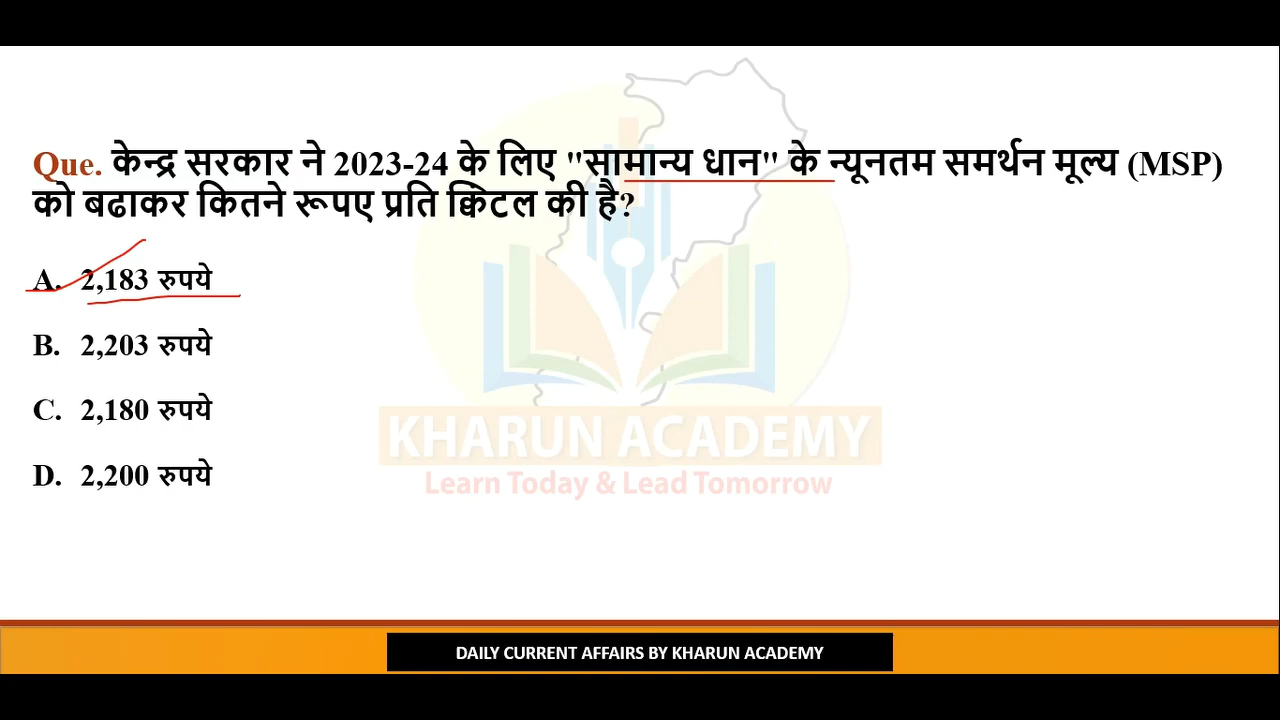 Que. केन्द्र सरकार ने 2023-24 के लिए "सामान्य धान" के न्यूनतम समर्थन मूल्य (MSP)
को बढाकर कितने रूपए प्रति क्विटल की है?
A. 2,183 रुपये
B. 2,203 रुपये
C. 2,180 रुपये
D. 2,200 रुपये
KHARUN ACADEMY
Learn Today & Lead Tomorrow
DAILY CURRENT AFFAIRS BY KHARUN ACADEMY